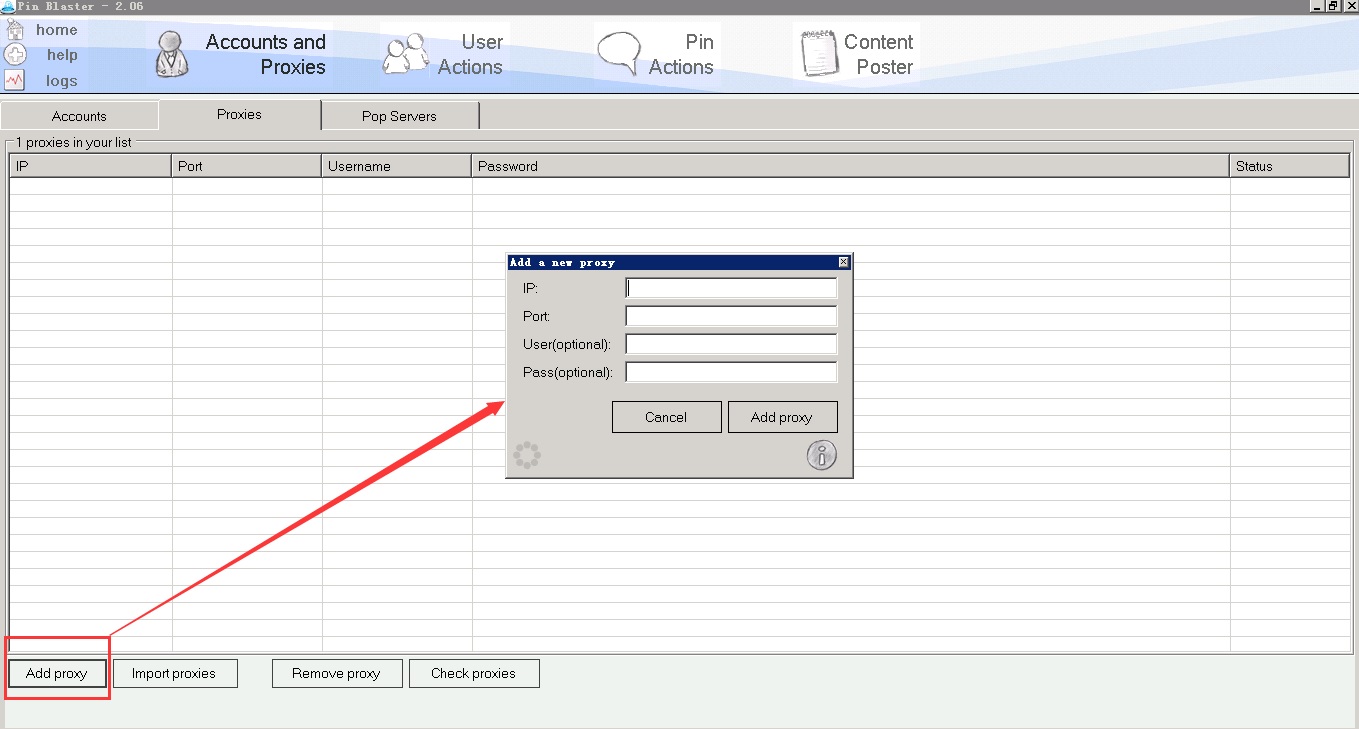 Pin Blaster - 2.06
home
help
logs
Accounts and
Proxies
User
Actions
Pin
Actions
Content
Poster
Accounts
Proxies
Pop Servers
1 proxies in your list
IP Port Username Password Status
Add a new proxy
IP:
Port:
User(optional):
Pass(optional):
Cancel Add proxy
Add proxy Import proxies Remove proxy Check proxies